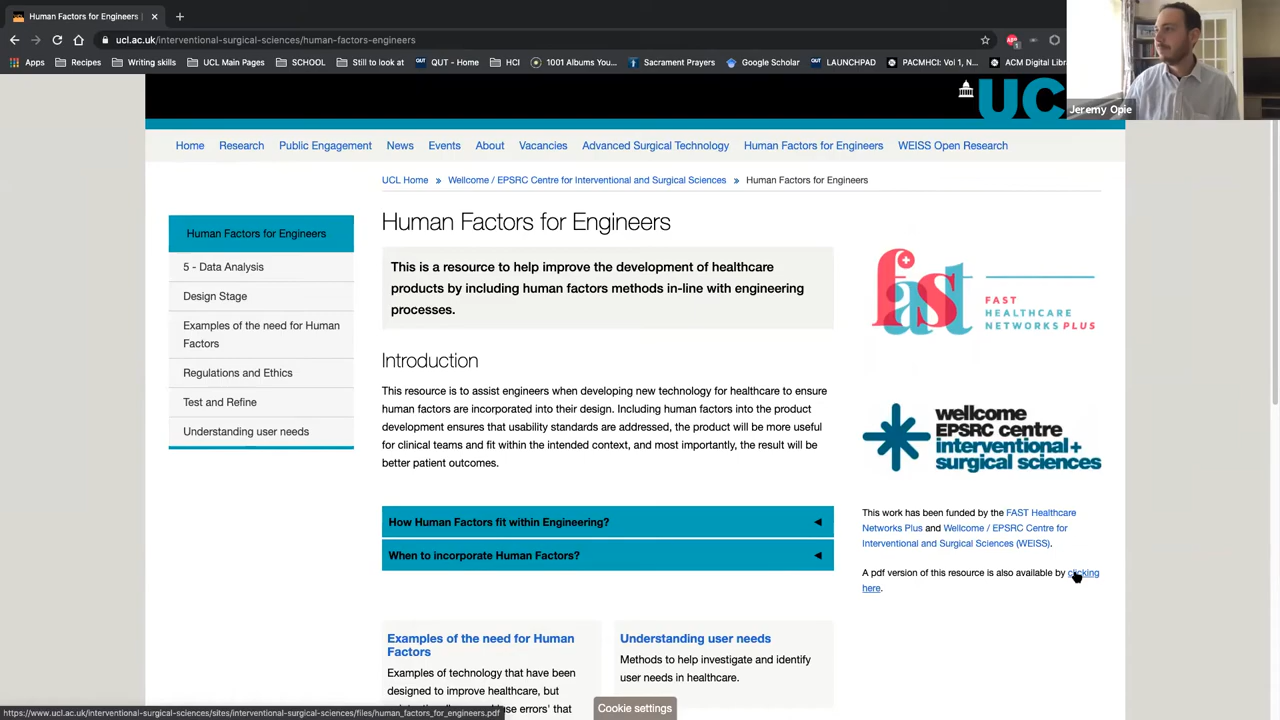 Human Factors for Engineers |
ucl.ac.uk/interventional-surgical-sciences/human-factors-engineers
Apps
Recipes
Writing skills
UCL Main Pages
SCHOOL
Still to look at
QUT - Home
HCI
1001 Albums You...
Sacrament Prayers
Google Scholar
LAUNCHPAD
PACMHCI: Vol 1, N...
ACM Digital Libr
Jeremy Opie
UC
Home
Research
Public Engagement
News
Events
About
Vacancies
Advanced Surgical Technology
Human Factors for Engineers
WEISS Open Research
UCL Home » Wellcome / EPSRC Centre for Interventional and Surgical Sciences » Human Factors for Engineers
Human Factors for Engineers
5 - Data Analysis
Design Stage
Examples of the need for Human
Factors
Regulations and Ethics
Test and Refine
Understanding user needs
Human Factors for Engineers
This is a resource to help improve the development of healthcare
products by including human factors methods in-line with engineering
processes.
Introduction
This resource is to assist engineers when developing new technology for healthcare to ensure
human factors are incorporated into their design. Including human factors into the product
development ensures that usability standards are addressed, the product will be more useful
for clinical teams and fit within the intended context, and most importantly, the result will be
better patient outcomes.
How Human Factors fit within Engineering?
When to incorporate Human Factors?
Examples of the need for Human
Factors
Examples of technology that have been
designed to improve healthcare, but
Understanding user needs
Methods to help investigate and identify
user needs in healthcare.
fast
FAST
HEALTHCARE
NETWORKS PLUS
wellcome
EPSRC centre
interventional+
surgical sciences
This work has been funded by the FAST Healthcare
Networks Plus and Wellcome / EPSRC Centre for
Interventional and Surgical Sciences (WEISS).
A pdf version of this resource is also available by clicking
here.
Cookie settings
https://www.ucl.ac.uk/interventional-surgical-sciences/sites/interventional-surgical-sciences/files/human_factors_for_engineers.pdf